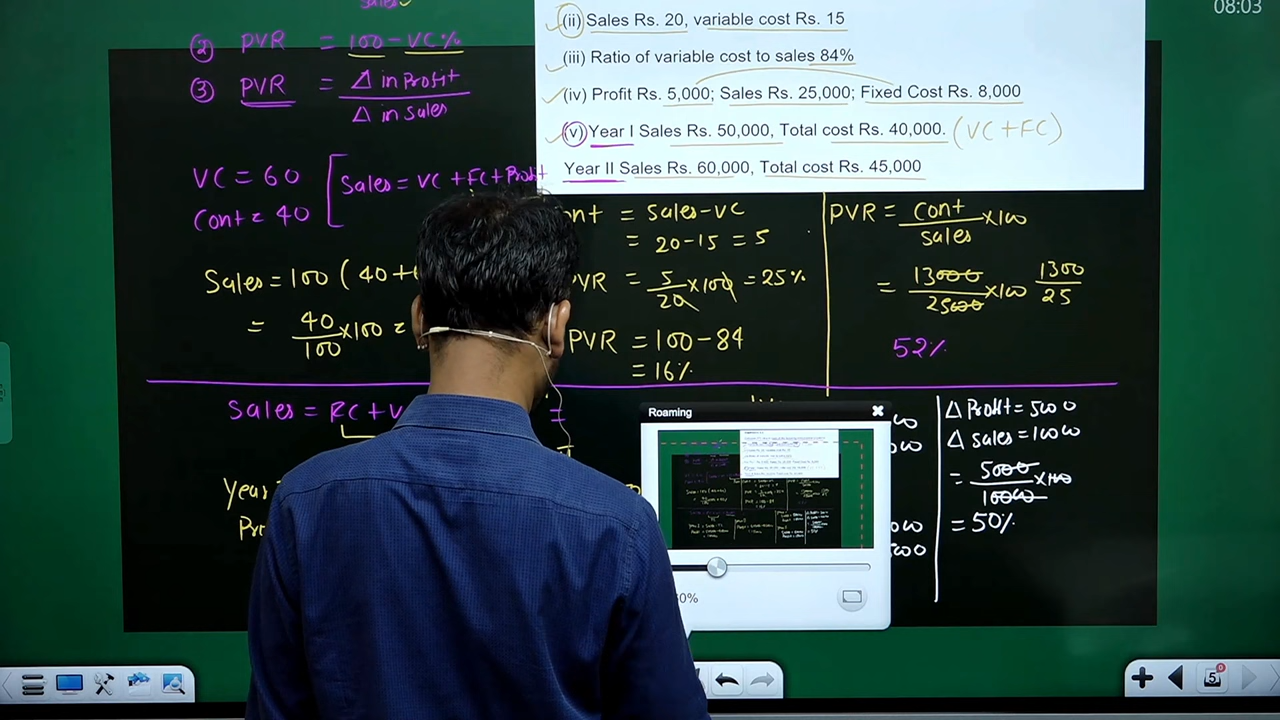 08:03
Sales
② PVR = 100 - VC%
③ PVR = Δ in Profit
Δ in sales
(ii) Sales Rs. 20, variable cost Rs. 15
(iii) Ratio of variable cost to sales 84%
(iv) Profit Rs. 5,000; Sales Rs. 25,000; Fixed Cost Rs. 8,000
(v) Year I Sales Rs. 50,000, Total cost Rs. 40,000. (VC + FC)
Year II Sales Rs. 60,000, Total cost Rs. 45,000
VC = 60
Cont = 40
Sales = VC + FC + Profit
Sales = 100 (40+
= 40/100 ×100 =
= Sales - VC
= 20 - 15 = 5
= 5/20 ×100 = 25%
PVR = 100 - 84
= 16%
PVR = Cont/sales ×100
= 13000/25000 ×100 1300/25
52%
Sales =
Year
=
Δ Profit = 5000
Δ sales = 10000
= 5000/10000 ×100
= 50%
Roaming
5